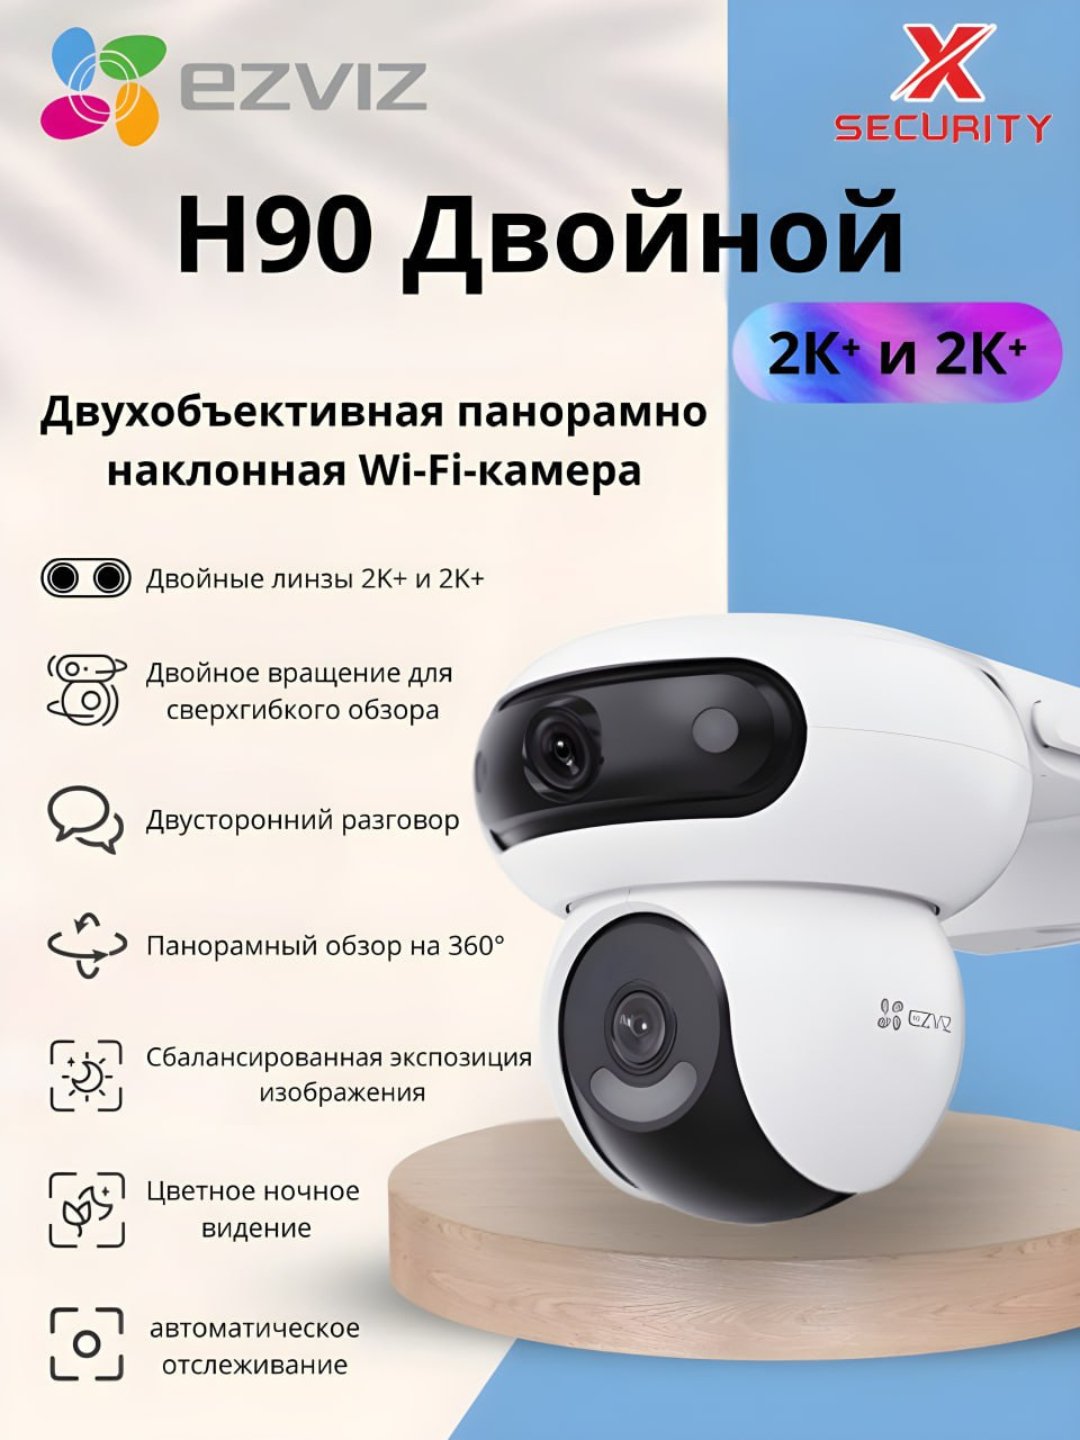 ezviz
X
SECURITY
H90 Двойной
2K+ и 2K+
Двухобъективная панорамно
наклонная Wi-Fi-камера
Двойные линзы 2K+ и 2K+
Двойное вращение для
сверхгибкого обзора
Двусторонний разговор
Панорамный обзор на 360°
Сбалансированная экспозиция
изображения
Цветное ночное
видение
автоматическое
отслеживание
EZVIZ